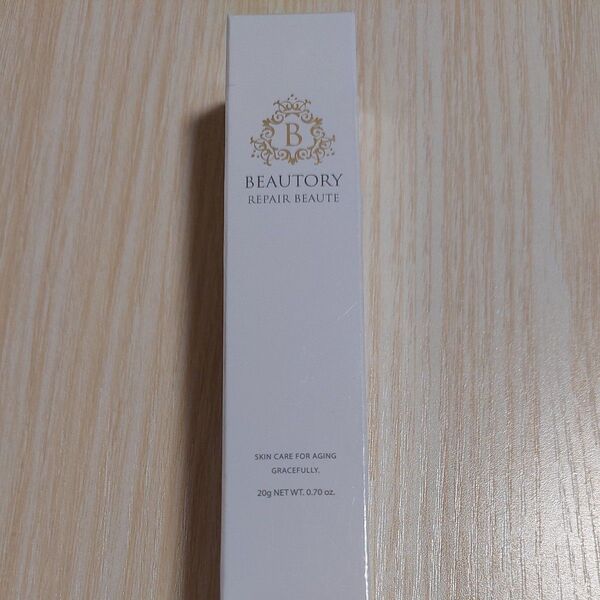 B
BEAUTORY
REPAIR BEAUTE
SKIN CARE FOR AGING
GRACEFULLY.
20g NET WT. 0.70 oz.